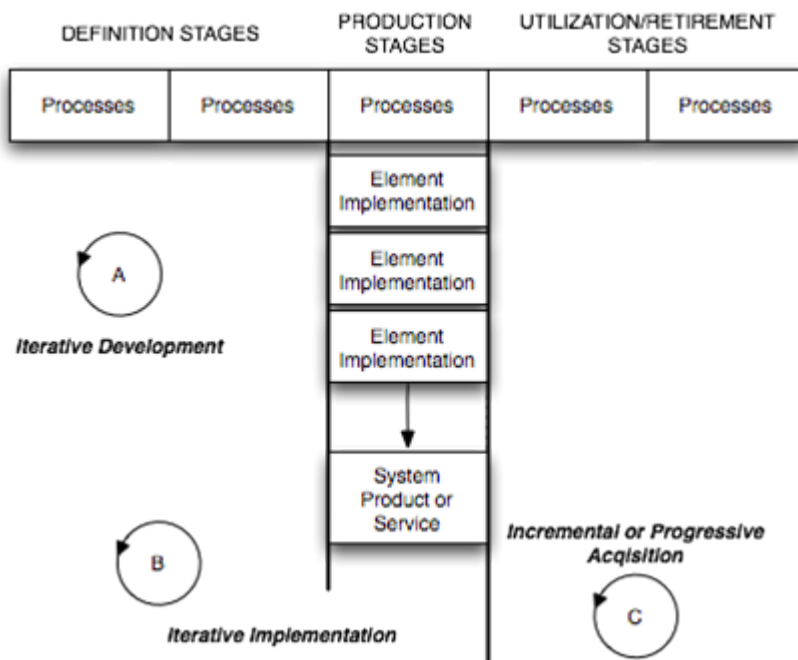 DEFINITION STAGES
PRODUCTION
STAGES
UTILIZATION/RETIREMENT
STAGES
Processes
Processes
Processes
Processes
Processes
Element
Implementation
Element
Implementation
Element
Implementation
A
Iterative Development
System
Product or
Service
B
Iterative Implementation
Incremental or Progressive
Acqisition
C